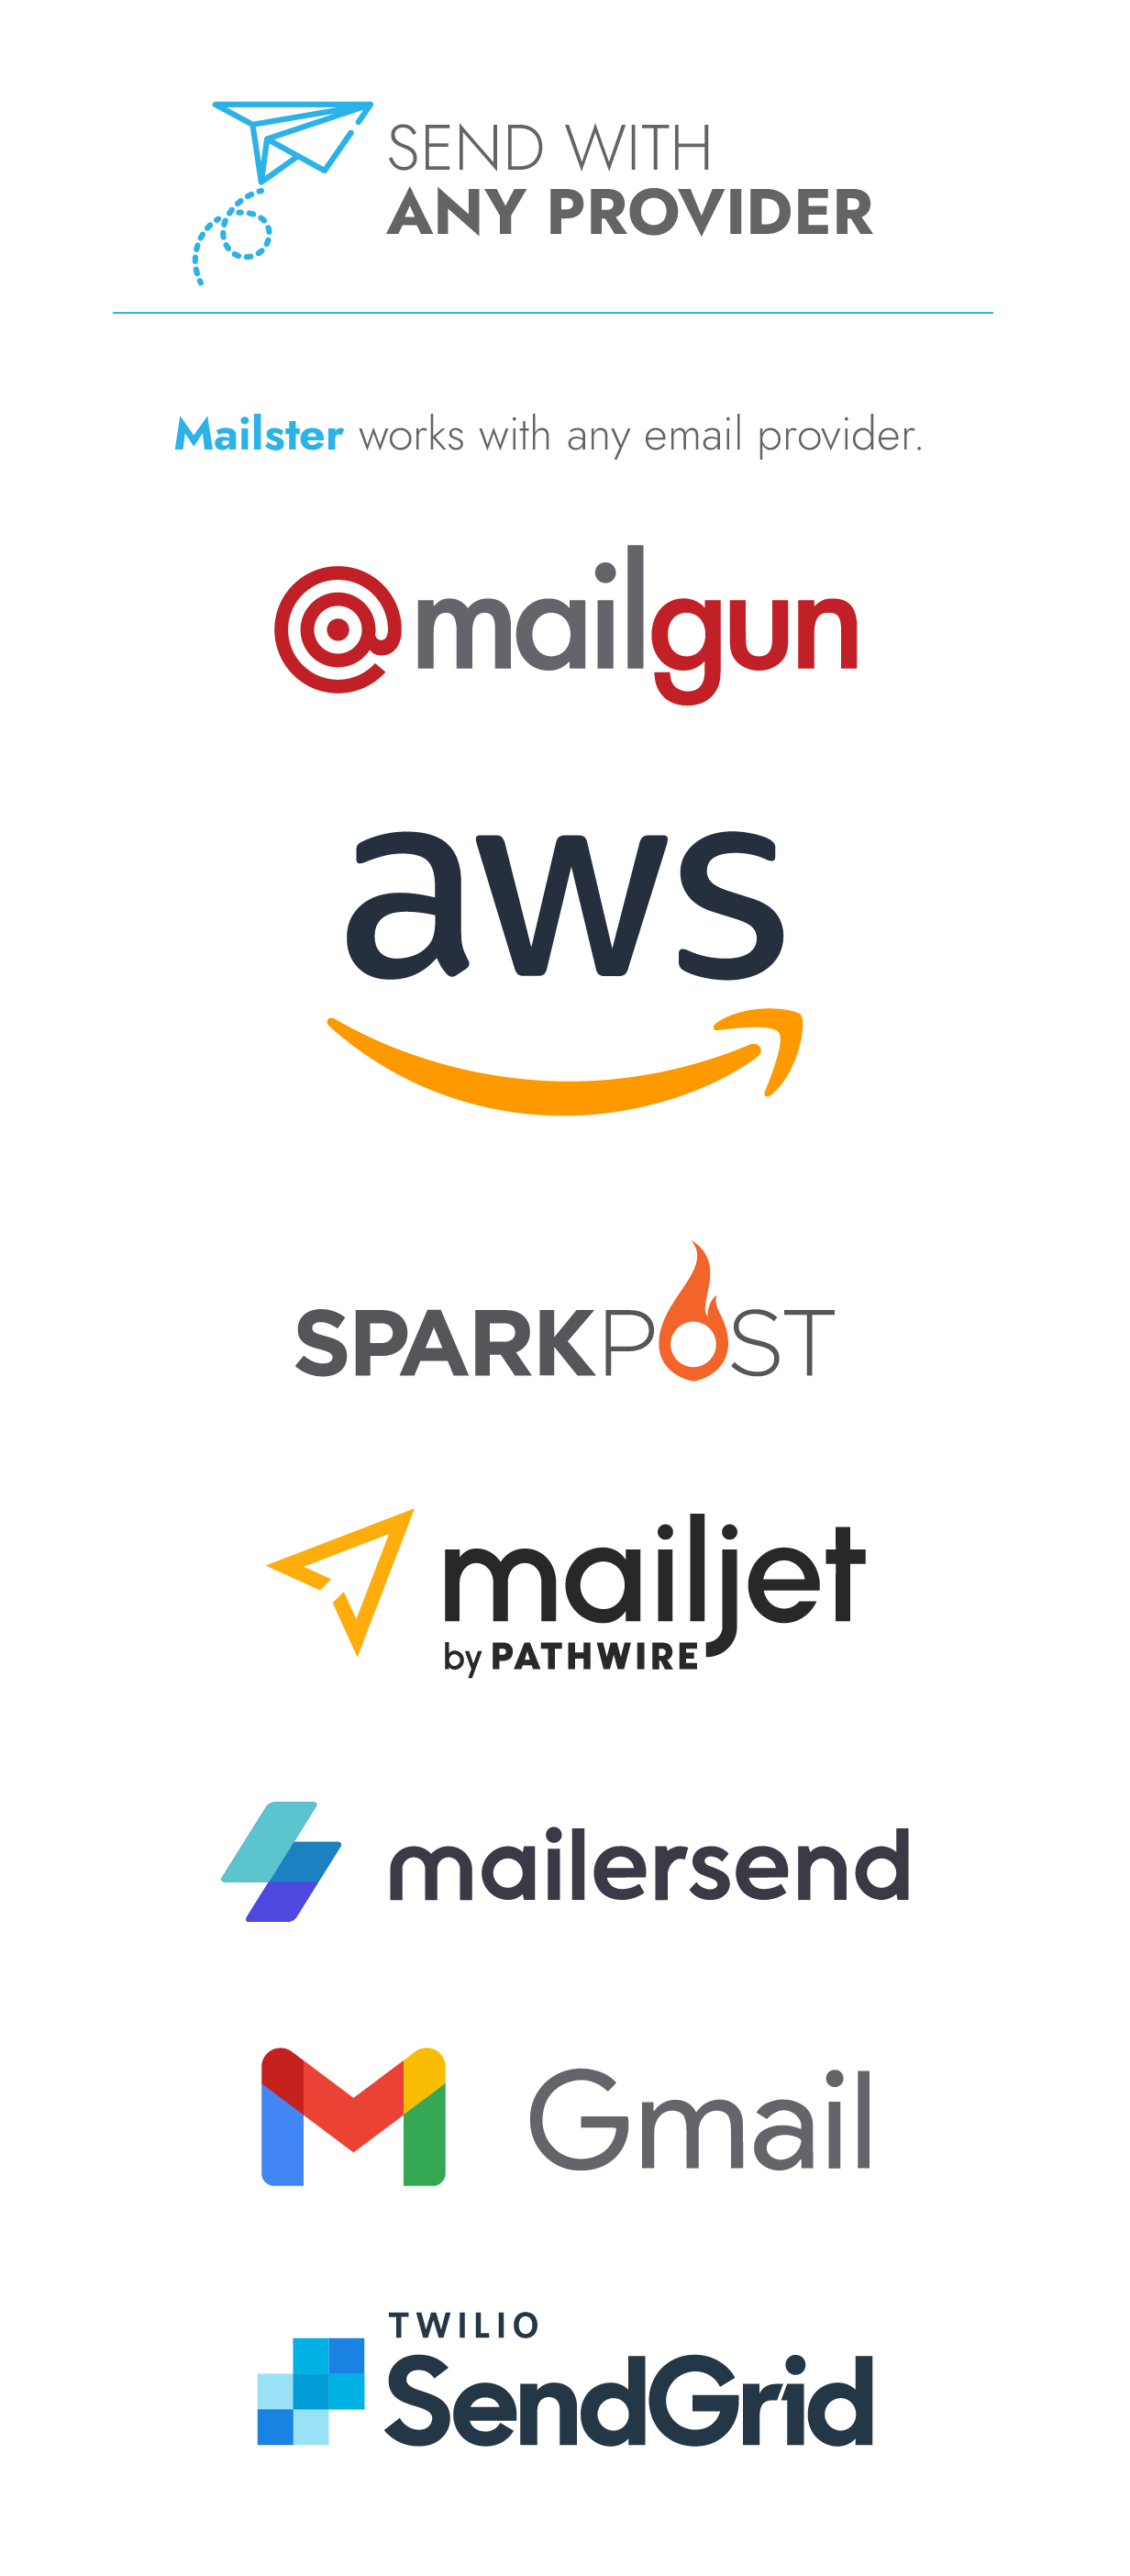 SEND WITH
ANY PROVIDER
Mailster works with any email provider.
mailgun
aws
SPARKPOST
mailjet
by PATHWIRE
mailersend
Gmail
TWILIO
SendGrid